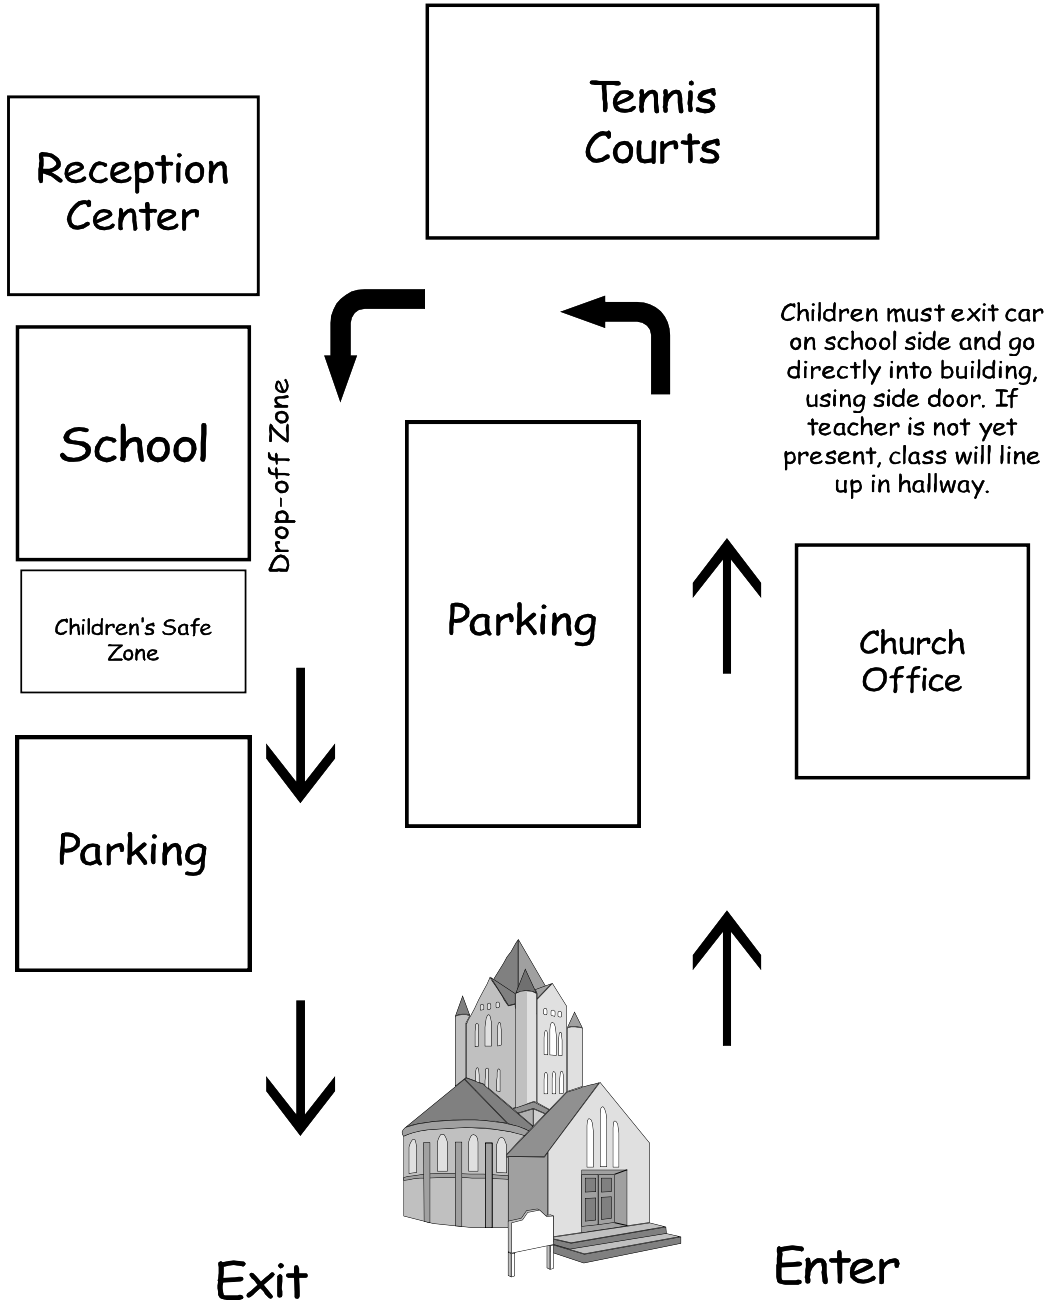 Tennis
Courts
Reception
Center
Children must exit car
on school side and go
directly into building,
using side door. If
teacher is not yet
present, class will line
up in hallway.
School
Drop-off Zone
Children's Safe
Zone
Parking
Church
Office
Parking
Exit
Enter